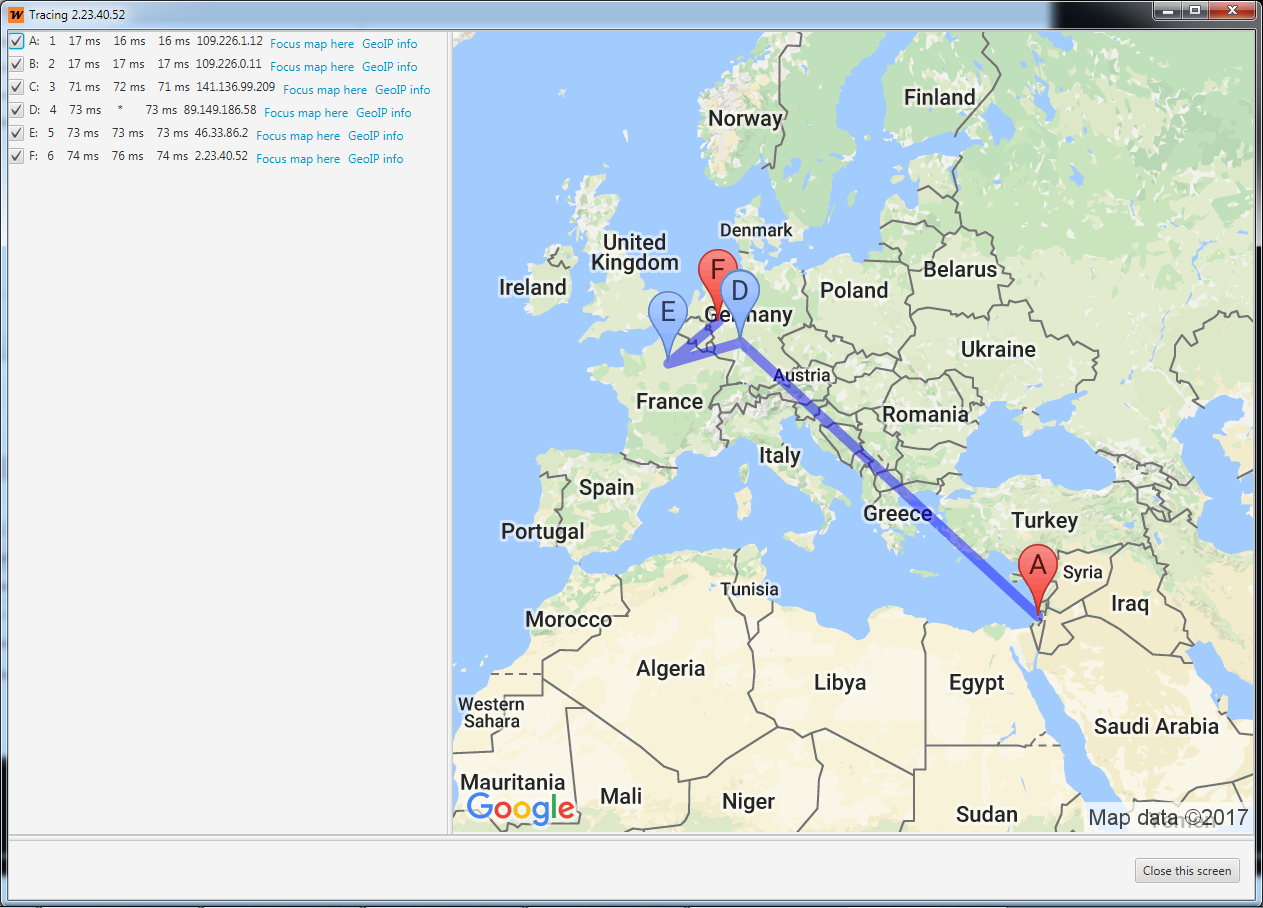 W Tracing 2.23.40.52
A: 1 17 ms 16 ms 16 ms 109.226.1.12 Focus map here GeoIP info
B: 2 17 ms 17 ms 17 ms 109.226.0.11 Focus map here GeoIP info
C: 3 71 ms 72 ms 71 ms 141.136.99.209 Focus map here GeoIP info
D: 4 73 ms * 73 ms 89.149.186.58 Focus map here GeoIP info
E: 5 73 ms 73 ms 73 ms 46.33.86.2 Focus map here GeoIP info
F: 6 74 ms 76 ms 74 ms 2.23.40.52 Focus map here GeoIP info
Finland
Norway
Denmark
United
Kingdom
Ireland
Belarus
F
D
E
Poland
Germany
Ukraine
Austria
France
Romania
Italy
Spain
Greece
Turkey
Portugal
A
Syria
Tunisia
Iraq
Morocco
Algeria
Libya
Egypt
Western
Sahara
Saudi Arabia
Mauritania
Mali
Niger
Google
Sudan
Map data ©2017
Yemen
Close this screen